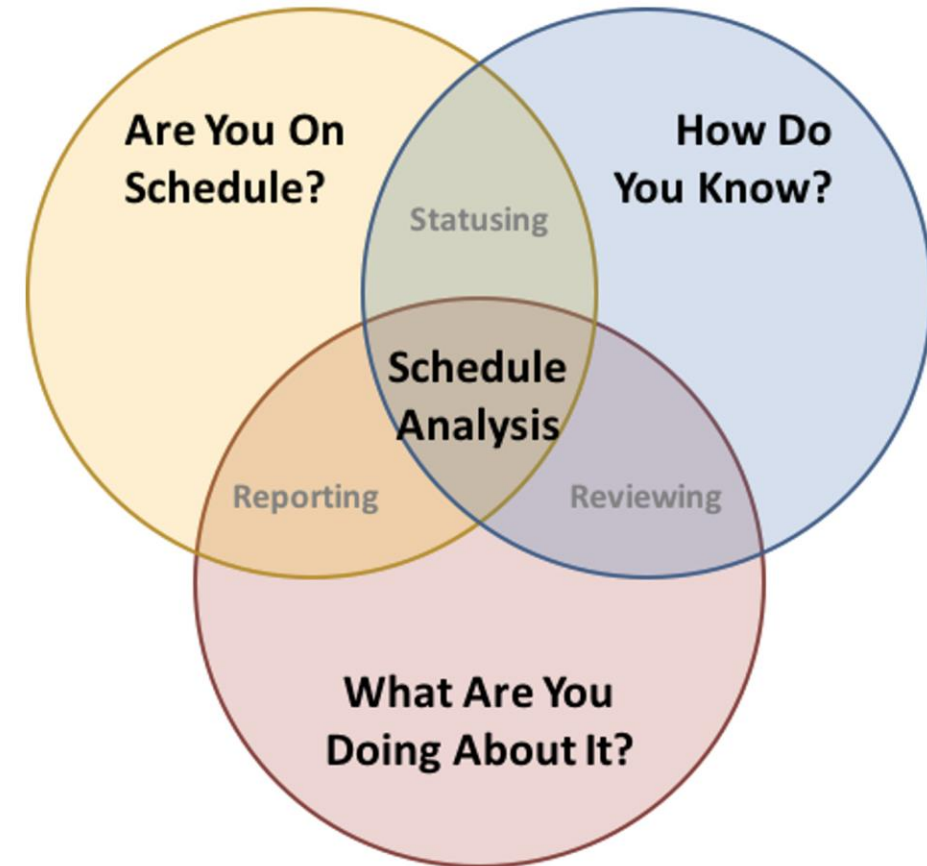 Are You On
Schedule?
How Do
You Know?
Statusing
Schedule
Analysis
Reporting
Reviewing
What Are You
Doing About It?